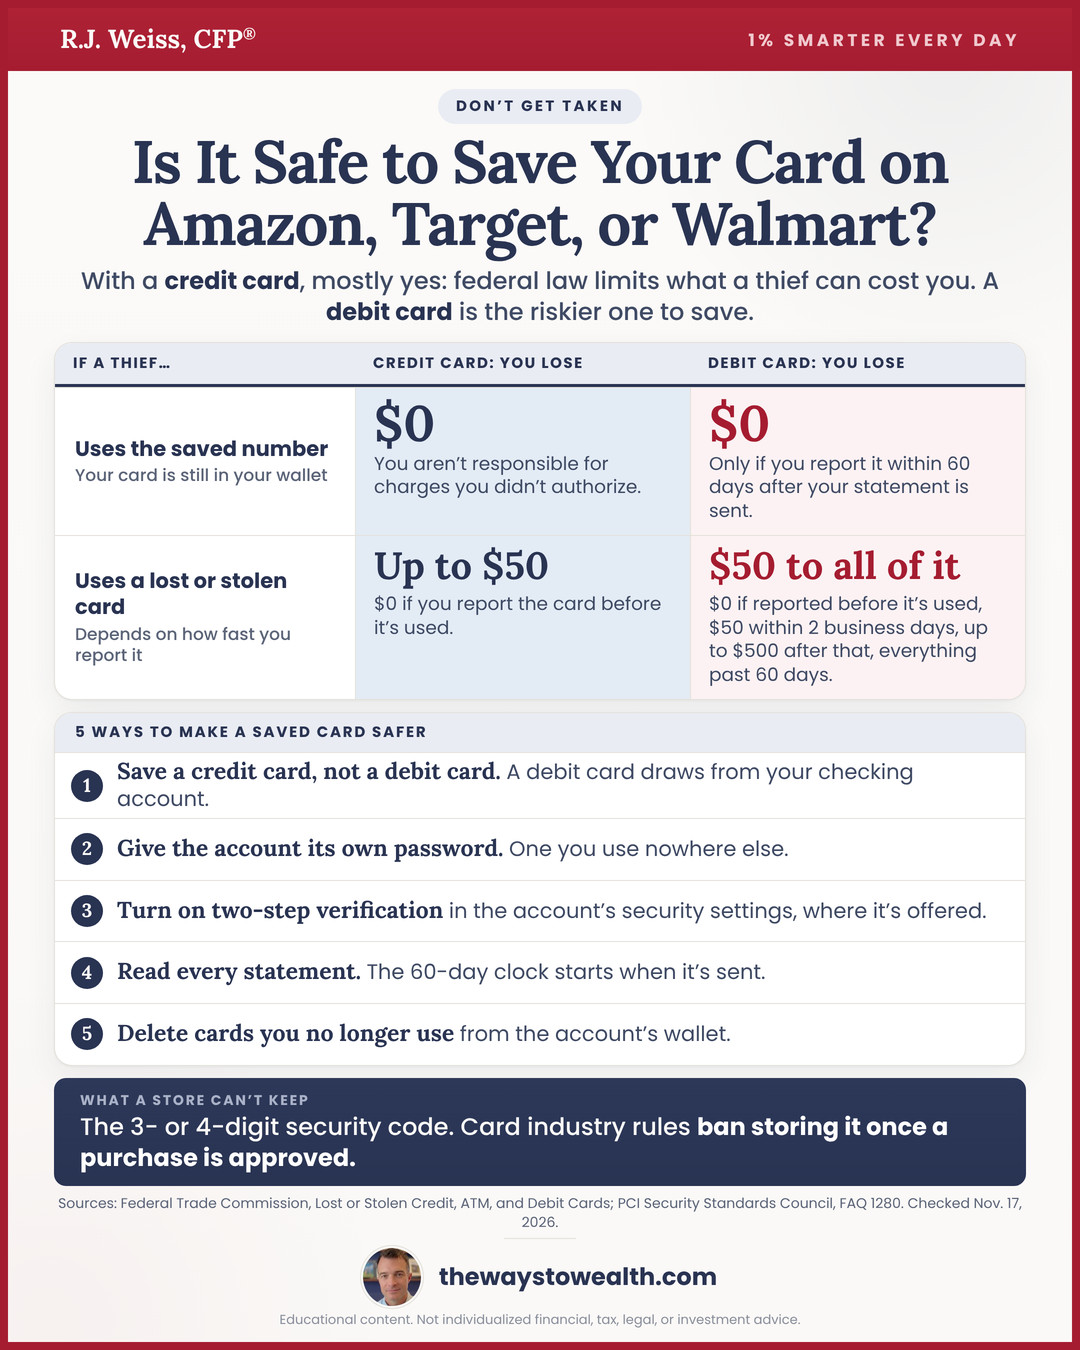 R.J. Weiss, CFP®
1% SMARTER EVERY DAY
DON’T GET TAKEN
Is It Safe to Save Your Card on
Amazon, Target, or Walmart?
With a credit card, mostly yes: federal law limits what a thief can cost you. A
debit card is the riskier one to save.
IF A THIEF…
CREDIT CARD: YOU LOSE
DEBIT CARD: YOU LOSE
Uses the saved number
Your card is still in your wallet
$0
You aren’t responsible for
charges you didn’t authorize.
$0
Only if you report it within 60
days after your statement is
sent.
Uses a lost or stolen
card
Depends on how fast you
report it
Up to $50
$0 if you report the card before
it’s used.
$50 to all of it
$0 if reported before it’s used,
$50 within 2 business days, up
to $500 after that, everything
past 60 days.
5 WAYS TO MAKE A SAVED CARD SAFER
1 Save a credit card, not a debit card. A debit card draws from your checking
account.
2 Give the account its own password. One you use nowhere else.
3 Turn on two-step verification in the account’s security settings, where it’s offered.
4 Read every statement. The 60-day clock starts when it’s sent.
5 Delete cards you no longer use from the account’s wallet.
WHAT A STORE CAN’T KEEP
The 3- or 4-digit security code. Card industry rules ban storing it once a
purchase is approved.
Sources: Federal Trade Commission, Lost or Stolen Credit, ATM, and Debit Cards; PCI Security Standards Council, FAQ 1280. Checked Nov. 17,
2026.
thewaystowealth.com
Educational content. Not individualized financial, tax, legal, or investment advice.